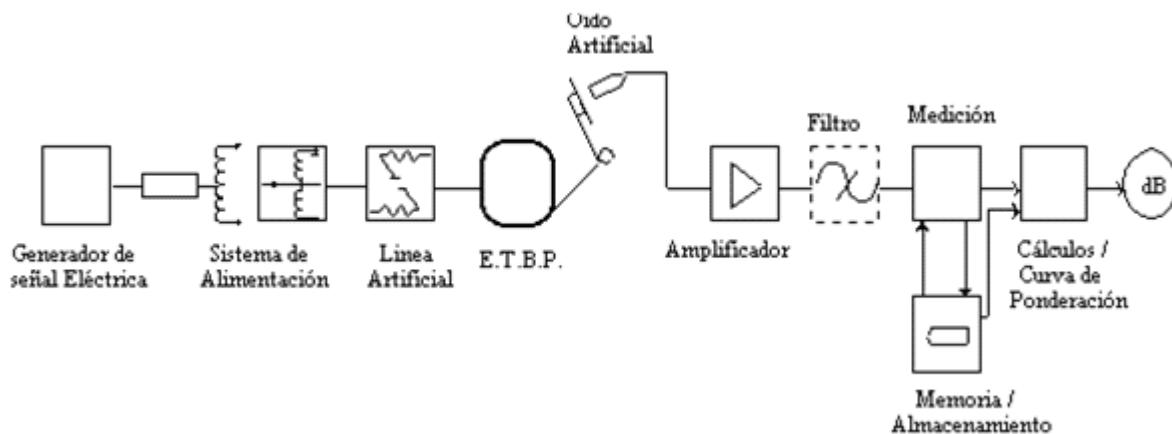 Oido
Artificial
Filtro
Medición
dB
Generador de
señal Eléctrica
Sistema de
Alimentación
Linea
Artificial
E.T.B.P.
Amplificador
Cálculos /
Curva de
Ponderación
Memoria /
Almacenamiento